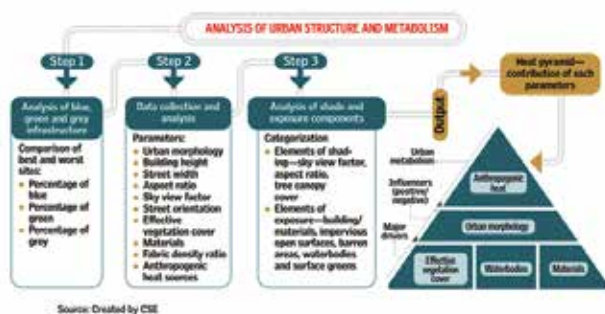 ANALYSIS OF URBAN STRUCTURE AND METABOLISM
Step 1
Analysis of blue,
green and grey
infrastructure
Comparison of
best and worst
sites:
Percentage of
blue
Percentage of
green
Percentage of
grey
Step 2
Data collection and
analysis
Parameters:
Urban morphology
Building height
Street width
Aspect ratio
Sky view factor
Street orientation
Effective
vegetation cover
Materials
Fabric density ratio
Anthropogenic
heat sources
Step 3
Analysis of shade and
exposure components
Categorization
Elements of shad-
ing—sky view factor,
aspect ratio,
tree canopy
cover
Elements of
exposure—building/
materials, impervious
open surfaces, barren
areas, waterbodies
and surface greens
Output
Heat pyramid—
contribution of each
parameters
Urban
metabolism
Influencers
(positive/
negative)
Major
drivers
Anthropogenic
heat
Urban morphology
Effective
vegetation
cover
Waterbodies
Materials
Source: Created by CSE